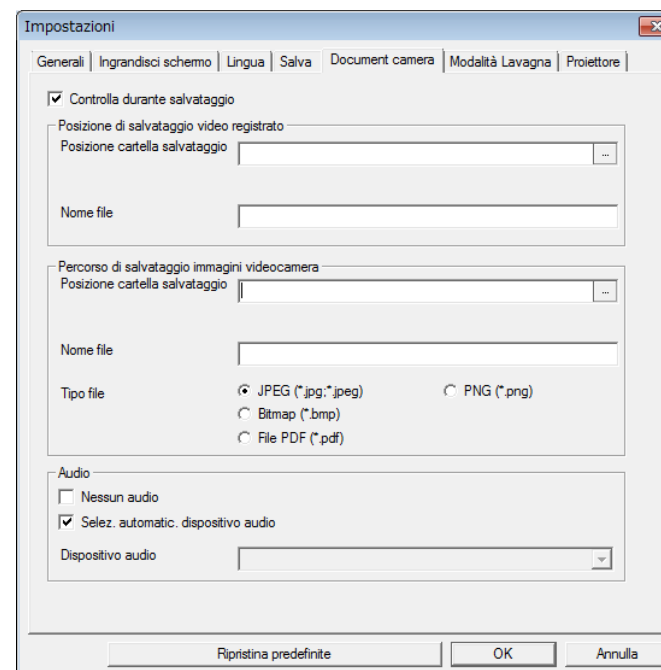 Impostazioni
Generali Ingrandisci schermo Lingua Salva Document camera Modalità Lavagna Proiettore
Controlla durante salvataggio
Posizione di salvataggio video registrato
Posizione cartella salvataggio ...
Nome file
Percorso di salvataggio immagini videocamera
Posizione cartella salvataggio ...
Nome file
Tipo file JPEG (*.jpg;*.jpeg) PNG (*.png)
Bitmap (*.bmp)
File PDF (*.pdf)
Audio
Nessun audio
Selez. automatic. dispositivo audio
Dispositivo audio
Ripristina predefinite OK Annulla